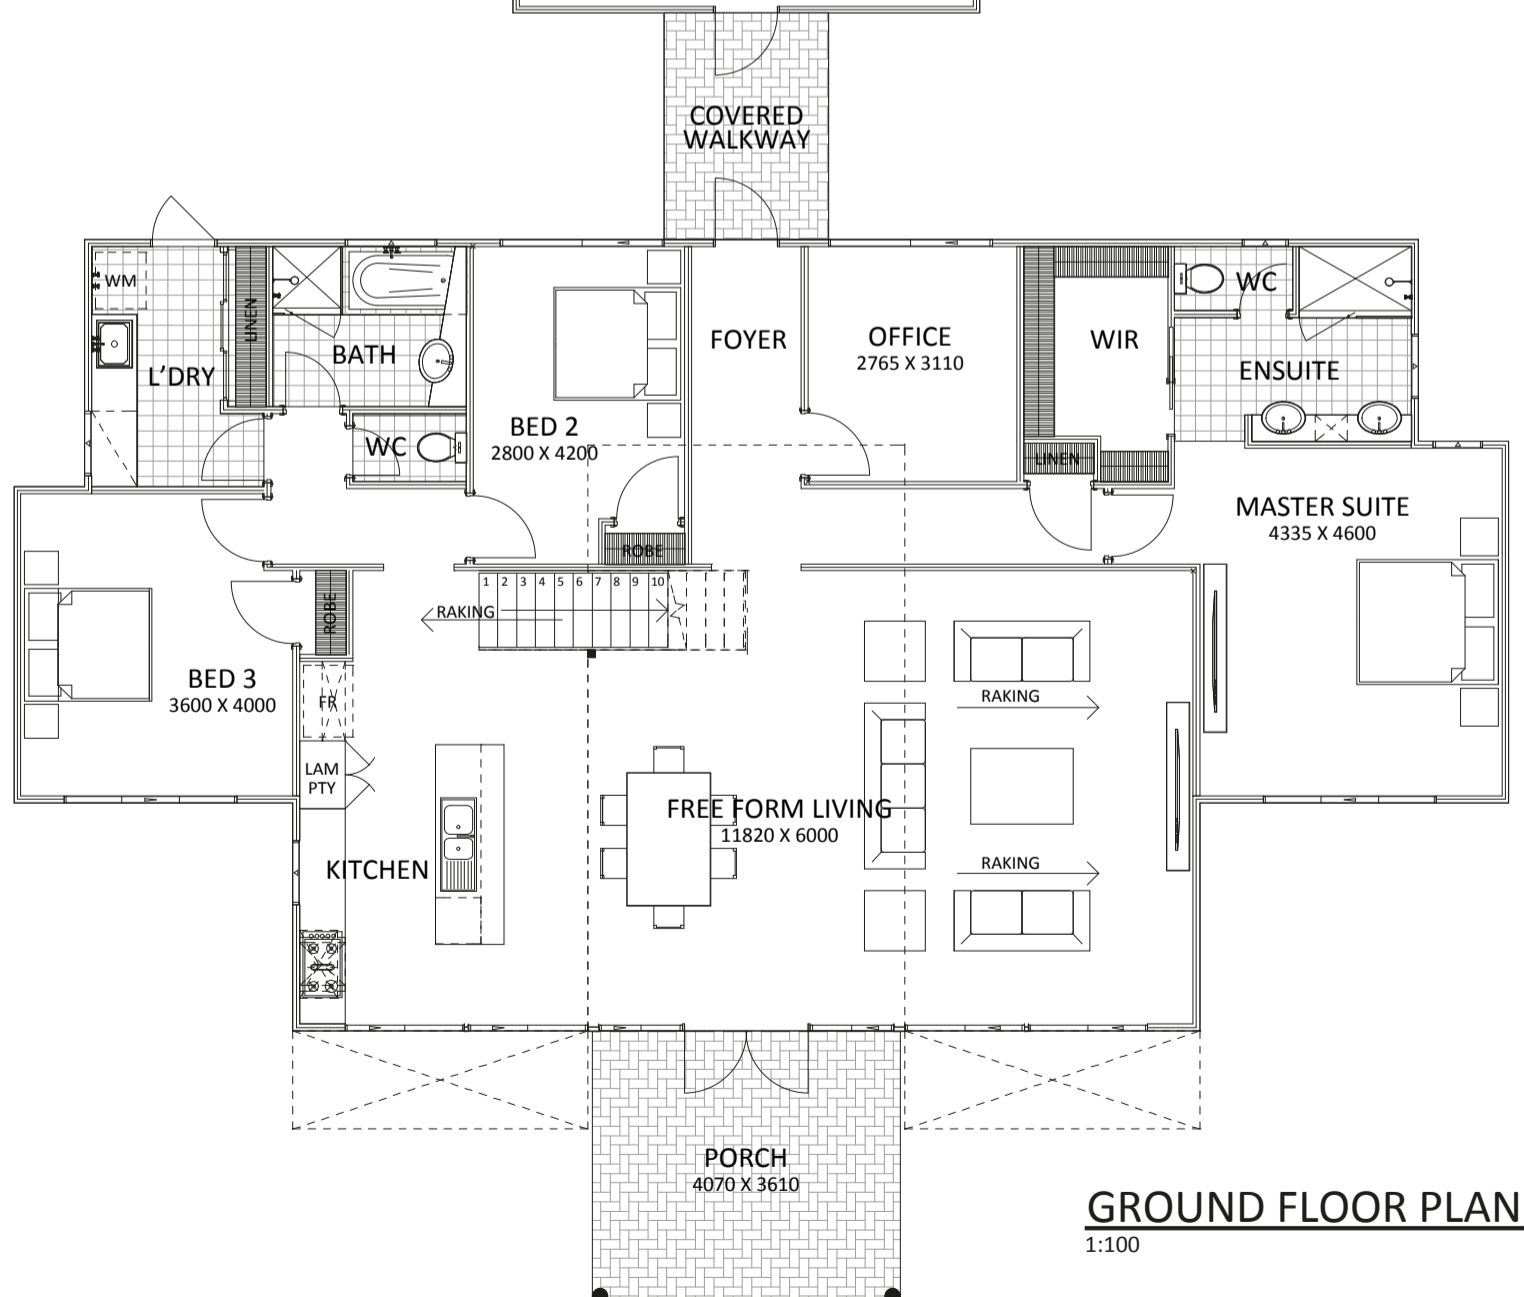 COVERED
WALKWAY
WM
LINEN
BATH
L'DRY
WC
BED 2
2800 X 4200
ROBE
FOYER
OFFICE
2765 X 3110
WIR
LINEN
WC
ENSUITE
MASTER SUITE
4335 X 4600
1 2 3 4 5 6 7 8 9 10
RAKING
ROBE
BED 3
3600 X 4000
FR
LAM
PTY
KITCHEN
FREE FORM LIVING
11820 X 6000
RAKING
RAKING
PORCH
4070 X 3610
GROUND FLOOR PLAN
1:100